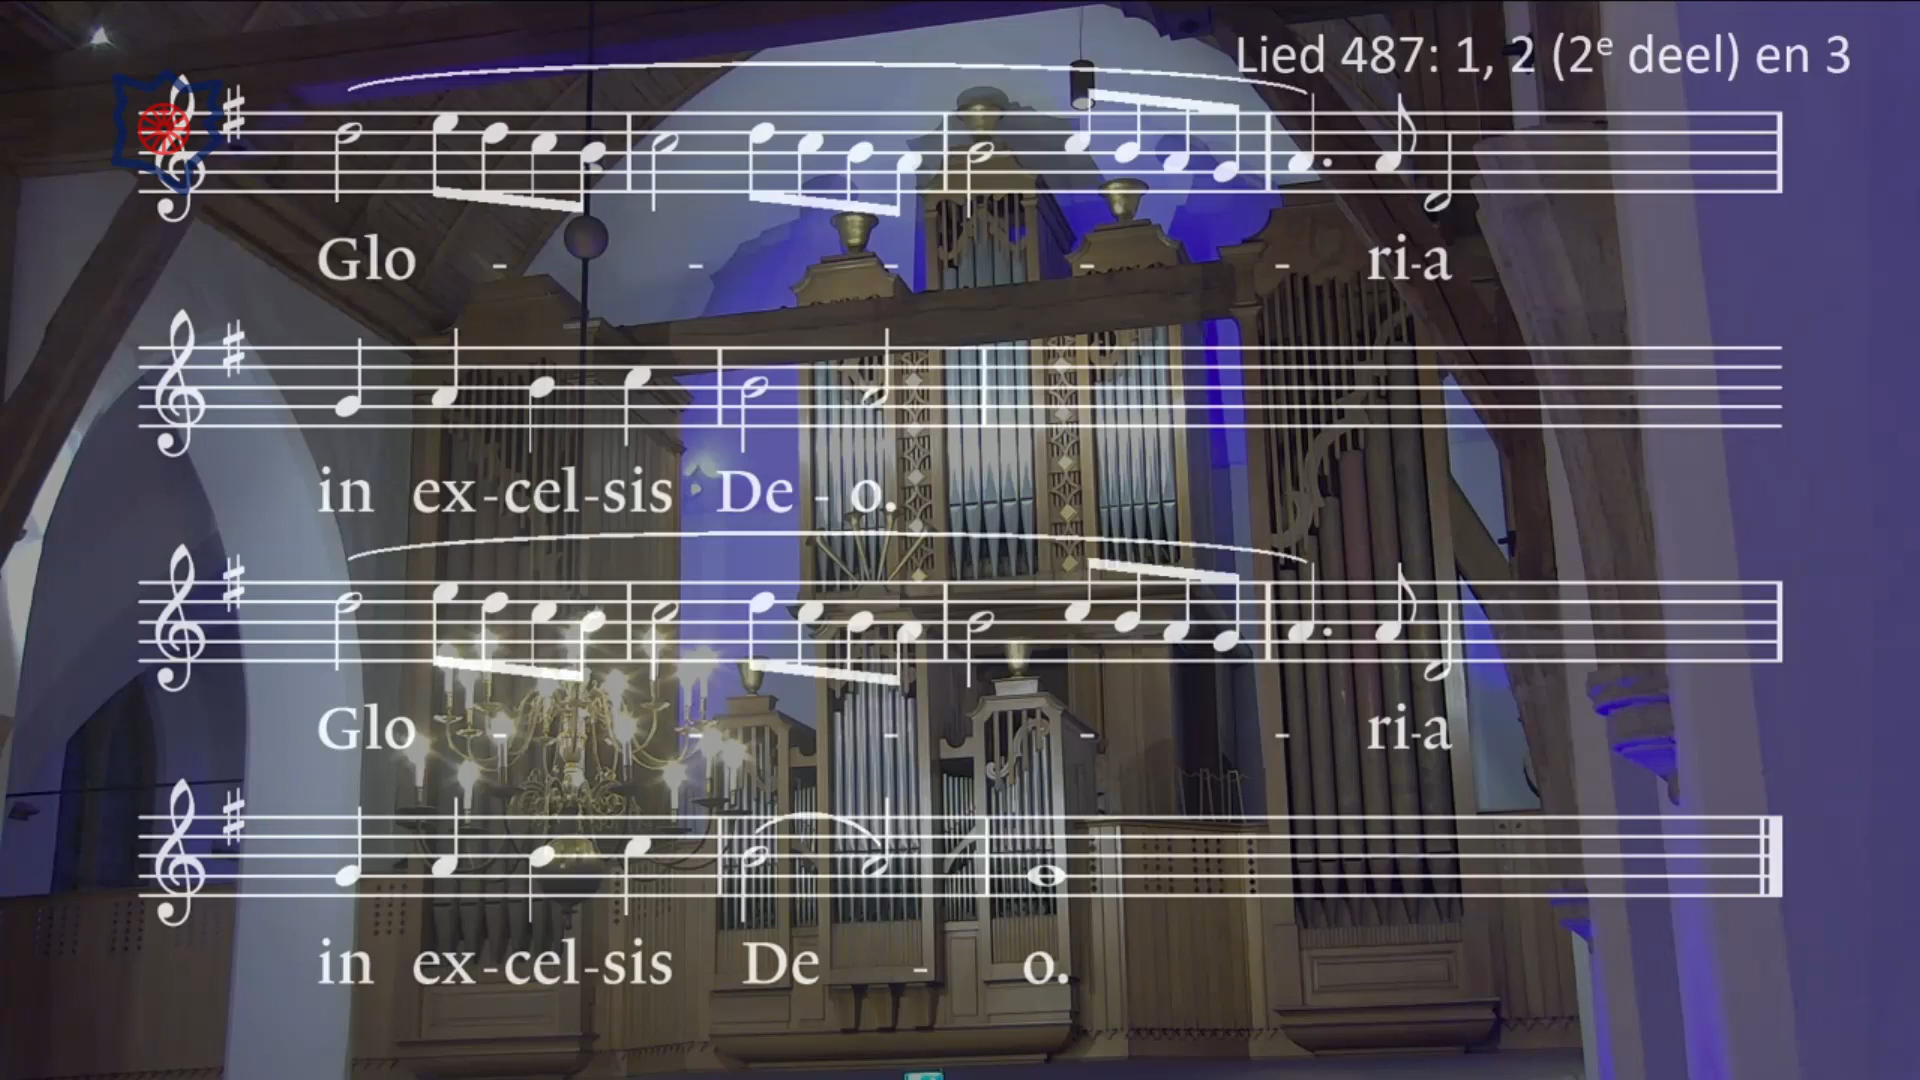 Lied 487: 1, 2 (2e deel) en 3
Glo - - - - - ri-a
in ex-cel-sis De-o.
Glo - - - - - ri-a
in ex-cel-sis De - o.